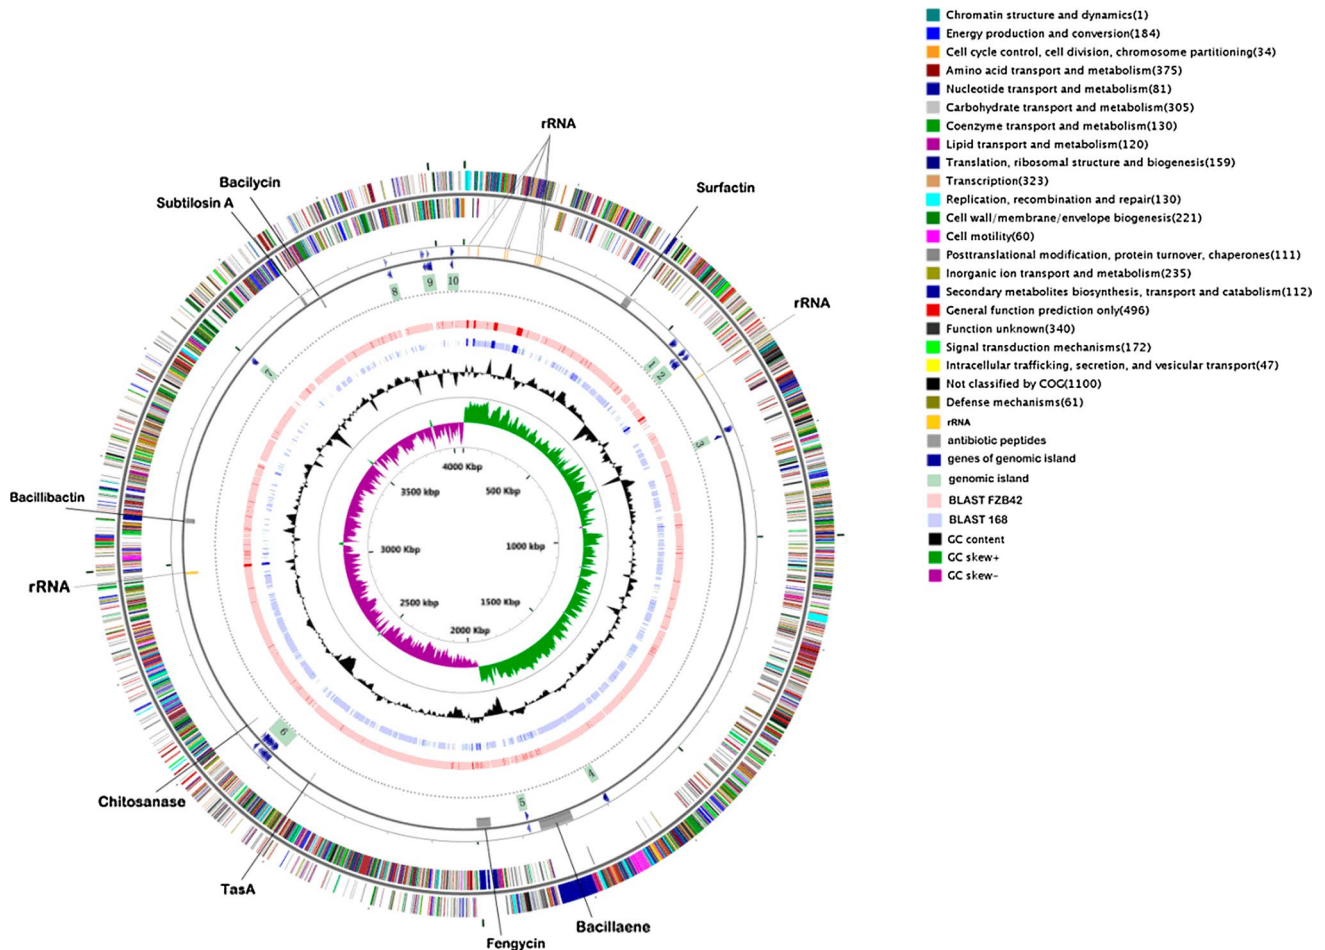 Chromatin structure and dynamics(1)
Energy production and conversion(184)
Cell cycle control, cell division, chromosome partitioning(34)
Amino acid transport and metabolism(375)
Nucleotide transport and metabolism(81)
Carbohydrate transport and metabolism(305)
Coenzyme transport and metabolism(130)
Lipid transport and metabolism(120)
Translation, ribosomal structure and biogenesis(159)
Transcription(323)
Replication, recombination and repair(130)
Cell wall/membrane/envelope biogenesis(221)
Cell motility(60)
Posttranslational modification, protein turnover, chaperones(111)
Inorganic ion transport and metabolism(235)
Secondary metabolites biosynthesis, transport and catabolism(112)
General function prediction only(496)
Function unknown(340)
Signal transduction mechanisms(172)
Intracellular trafficking, secretion, and vesicular transport(47)
Not classified by COG(1100)
Defense mechanisms(61)
rRNA
antibiotic peptides
genes of genomic island
genomic island
BLAST FZB42
BLAST 168
GC content
GC skew+
GC skew-
rRNA
Bacilycin
Surfactin
Subtilosin A
8
9
10
rRNA
1
2
7
3
4000 Kbp
3500 kbp
500 kbp
Bacillibactin
3000 Kbp
1000 kbp
rRNA
2500 kbp
1500 Kbp
2000 Kbp
6
4
5
Chitosanase
TasA
Bacillaene
Fengycin